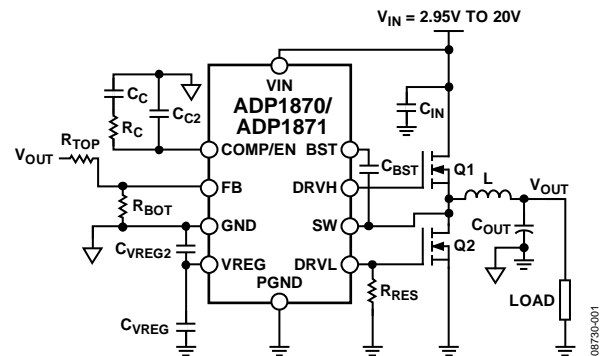 V_IN = 2.95V TO 20V
VIN
ADP1870/
ADP1871
C_C
C_C2
R_C
C_IN
R_TOP
V_OUT
COMP/EN
BST
C_BST
Q1
FB
DRVH
L
V_OUT
R_BOT
GND
SW
C_OUT
C_VREG2
Q2
VREG
DRVL
PGND
R_RES
LOAD
C_VREG
08730-001